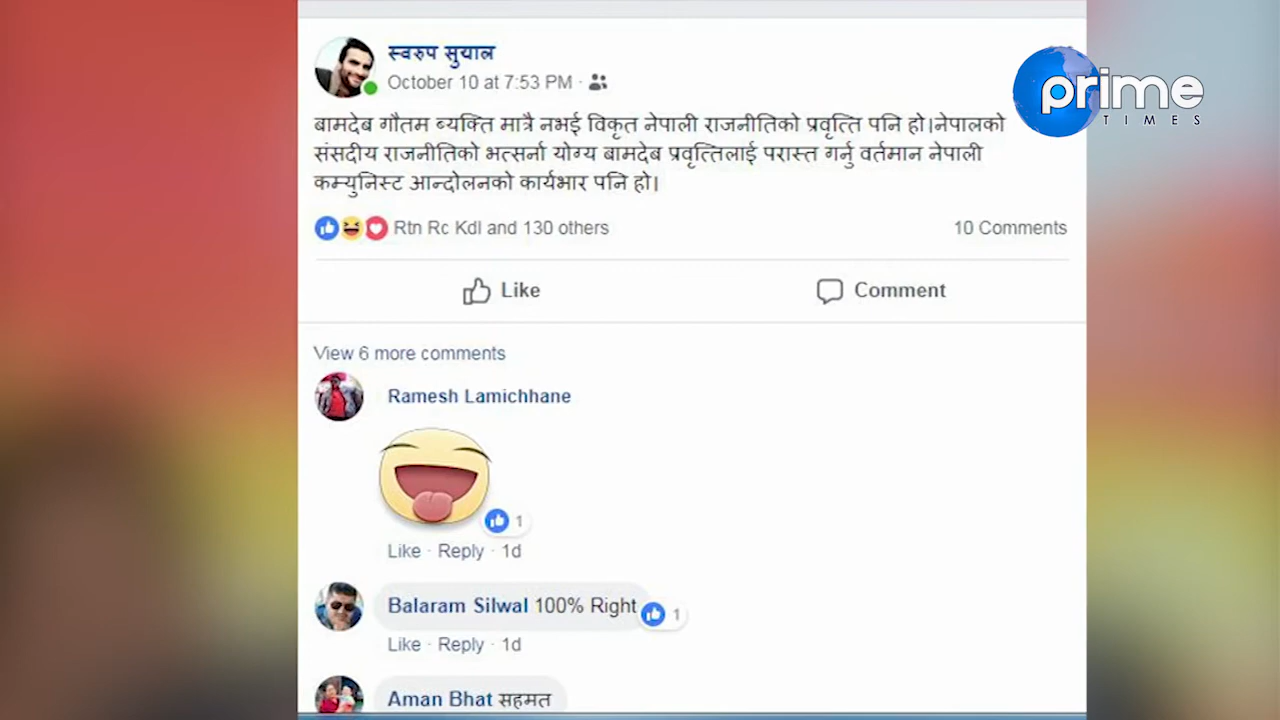 prime
TIMES
स्वरुप सुयाल
October 10 at 7:53 PM ·
बामदेब गौतम ब्यक्ति मात्रै नभई विकृत नेपाली राजनीतिको प्रवृत्ति पनि हो।नेपालको
संसदीय राजनीतिको भत्सर्ना योग्य बामदेब प्रवृत्तिलाई परास्त गर्नु वर्तमान नेपाली
कम्युनिस्ट आन्दोलनको कार्यभार पनि हो।
Rtn Rc Kdl and 130 others 10 Comments
Like Comment
View 6 more comments
Ramesh Lamichhane
1
Like · Reply · 1d
Balaram Silwal 100% Right 1
Like · Reply · 1d
Aman Bhat सहमत